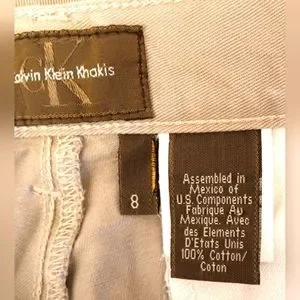 CK
Calvin Klein Khakis
8
Assembled in
Mexico of
U.S. Components
Fabrique Au
Mexique. Avec
des Elements
D'Etats Unis
100% Cotton/
Coton